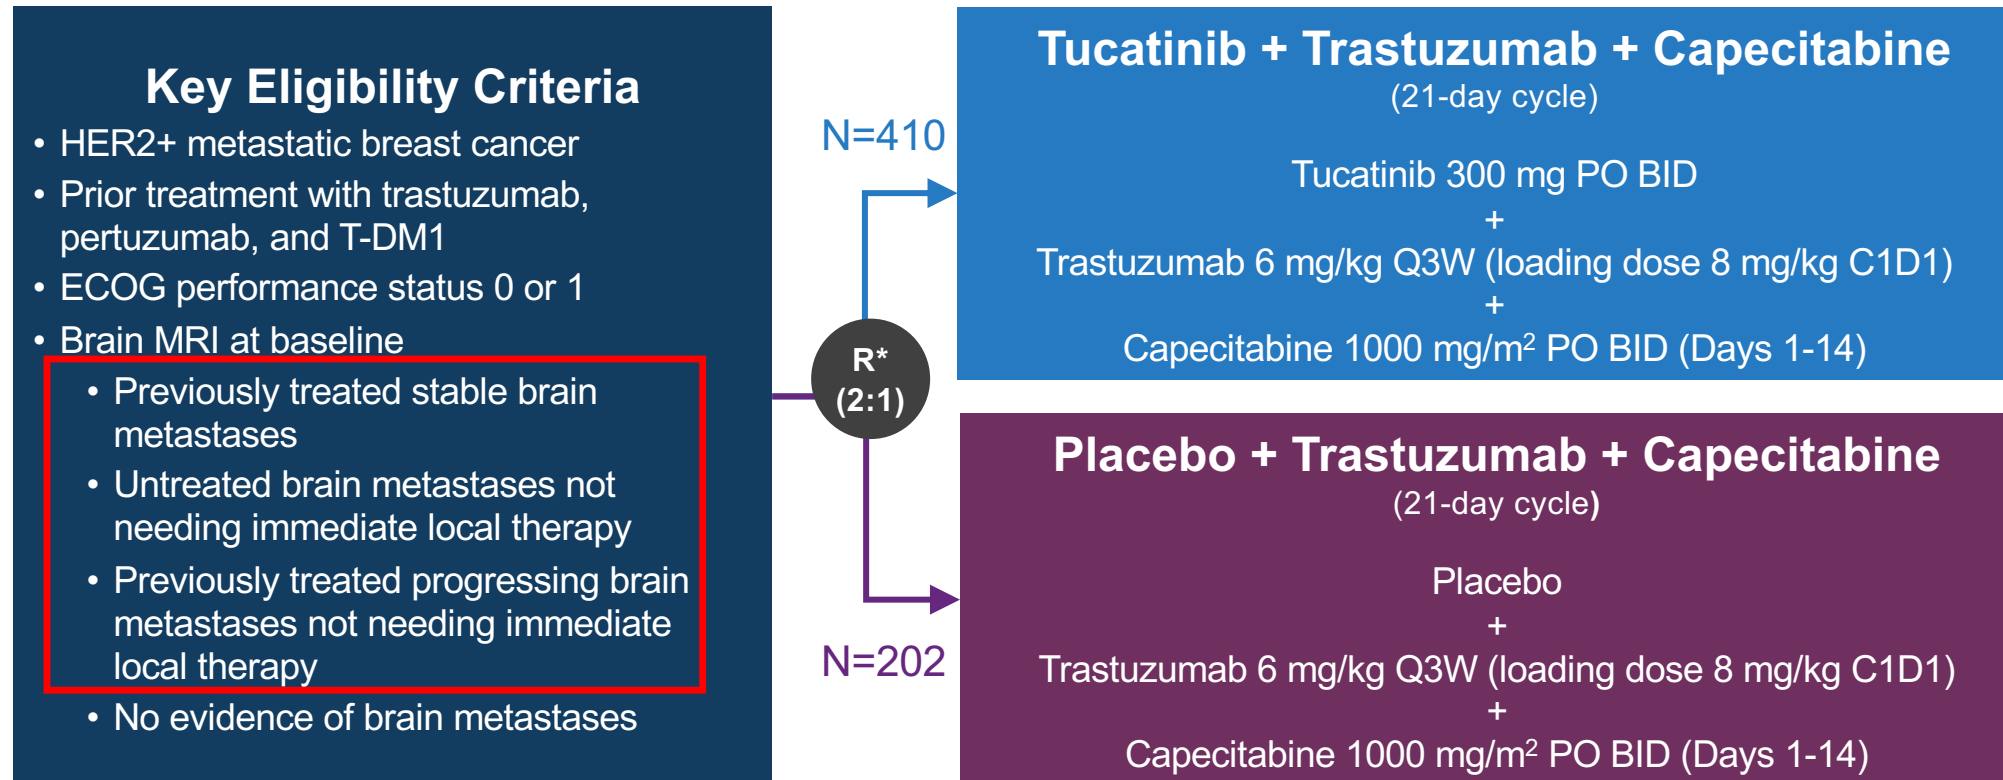 Key Eligibility Criteria
• HER2+ metastatic breast cancer
• Prior treatment with trastuzumab,
pertuzumab, and T-DM1
• ECOG performance status 0 or 1
• Brain MRI at baseline
• Previously treated stable brain
metastases
• Untreated brain metastases not
needing immediate local therapy
• Previously treated progressing brain
metastases not needing immediate
local therapy
• No evidence of brain metastases
R*
(2:1)
N=410
Tucatinib + Trastuzumab + Capecitabine
(21-day cycle)
Tucatinib 300 mg PO BID
+
Trastuzumab 6 mg/kg Q3W (loading dose 8 mg/kg C1D1)
+
Capecitabine 1000 mg/m² PO BID (Days 1-14)
N=202
Placebo + Trastuzumab + Capecitabine
(21-day cycle)
Placebo
+
Trastuzumab 6 mg/kg Q3W (loading dose 8 mg/kg C1D1)
+
Capecitabine 1000 mg/m² PO BID (Days 1-14)